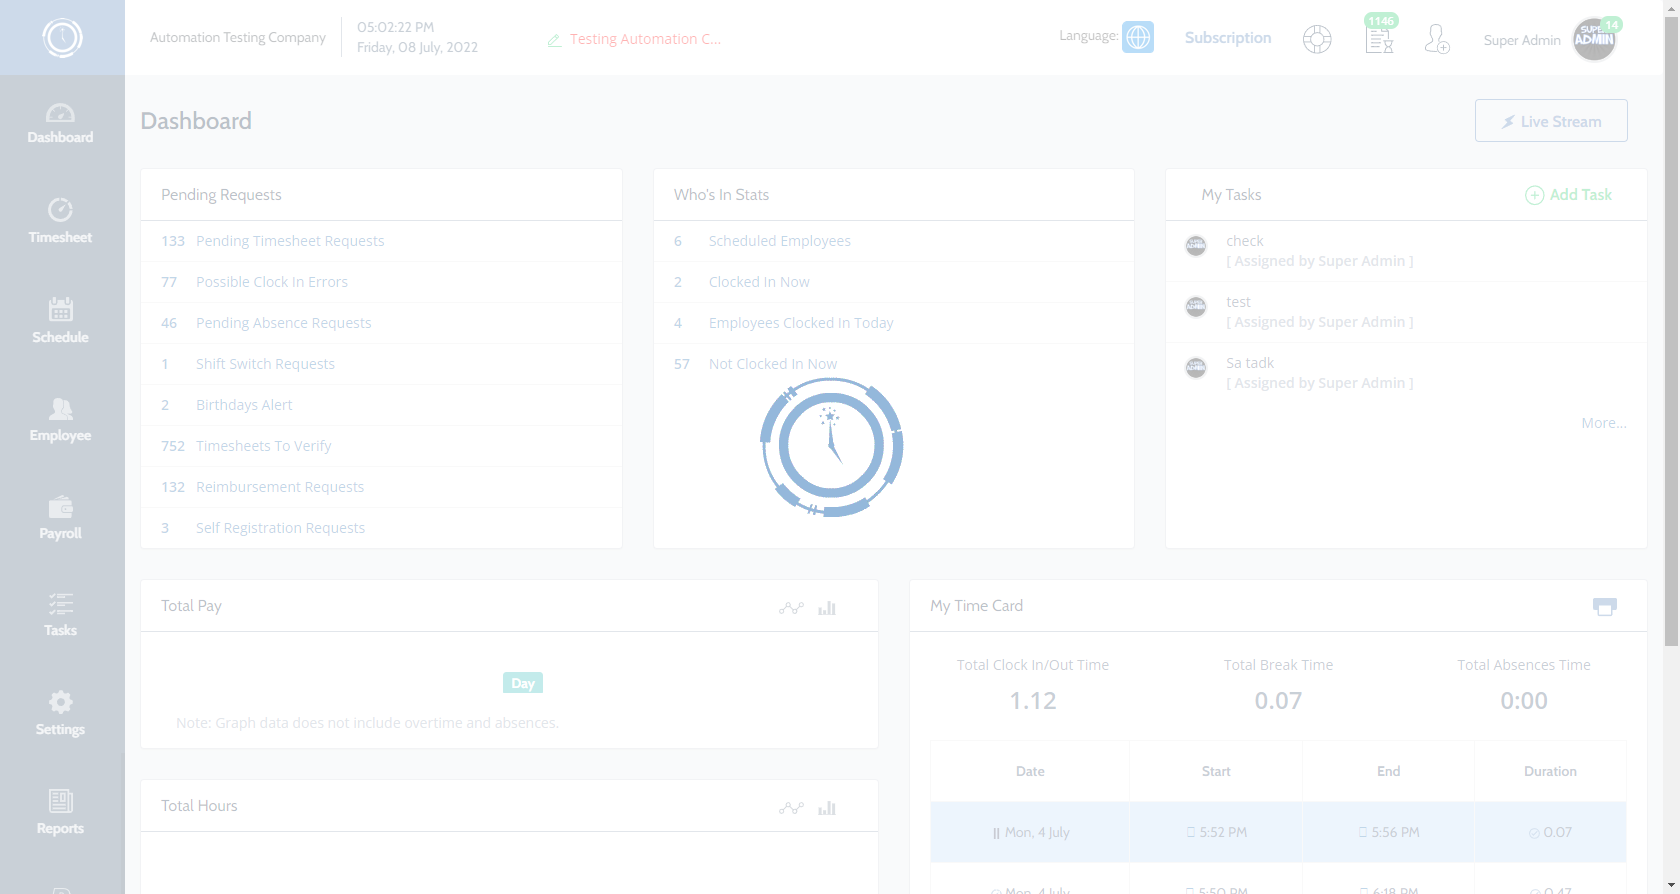 Automation Testing Company
05:02:22 PM
Friday, 08 July, 2022
Testing Automation C...
Language:
Subscription
1146
Super Admin
SUPER
ADMIN
14
Dashboard
Timesheet
Schedule
Employee
Payroll
Tasks
Settings
Reports
Dashboard
Live Stream
Pending Requests
133 Pending Timesheet Requests
77 Possible Clock In Errors
46 Pending Absence Requests
1 Shift Switch Requests
2 Birthdays Alert
752 Timesheets To Verify
132 Reimbursement Requests
3 Self Registration Requests
Who's In Stats
6 Scheduled Employees
2 Clocked In Now
4 Employees Clocked In Today
57 Not Clocked In Now
My Tasks
Add Task
check
[ Assigned by Super Admin ]
test
[ Assigned by Super Admin ]
Sa tadk
[ Assigned by Super Admin ]
More...
Total Pay
Day
Note: Graph data does not include overtime and absences.
Total Hours
My Time Card
Total Clock In/Out Time Total Break Time Total Absences Time
1.12 0.07 0:00
Date Start End Duration
Mon, 4 July 5:52 PM 5:56 PM 0.07
Mon, 4 July 5:50 PM 6:18 PM 0.47